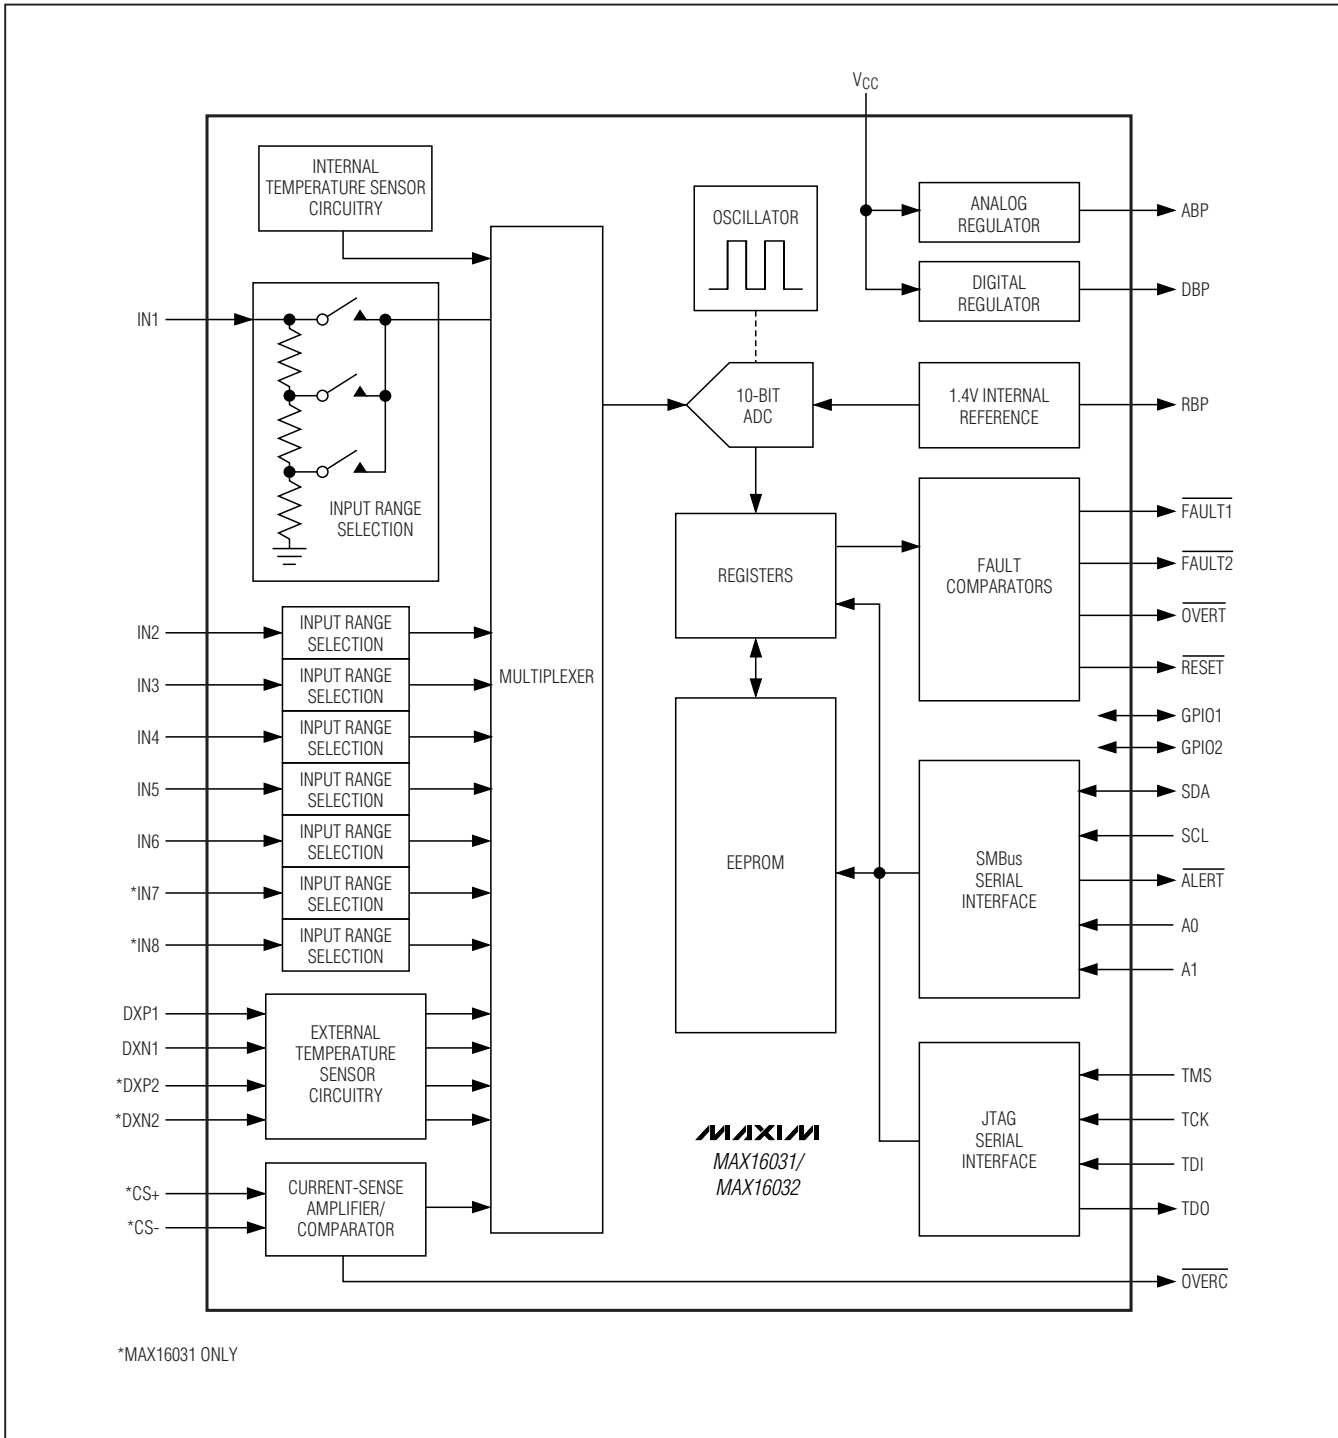 VCC
INTERNAL
TEMPERATURE SENSOR
CIRCUITRY
OSCILLATOR
ANALOG
REGULATOR
ABP
DIGITAL
REGULATOR
DBP
IN1
INPUT RANGE
SELECTION
10-BIT
ADC
1.4V INTERNAL
REFERENCE
RBP
REGISTERS
FAULT
COMPARATORS
FAULT1
FAULT2
OVERT
RESET
GPIO1
GPIO2
IN2
INPUT RANGE
SELECTION
IN3
INPUT RANGE
SELECTION
IN4
INPUT RANGE
SELECTION
IN5
INPUT RANGE
SELECTION
IN6
INPUT RANGE
SELECTION
*IN7
INPUT RANGE
SELECTION
*IN8
INPUT RANGE
SELECTION
MULTIPLEXER
EEPROM
SMBus
SERIAL
INTERFACE
SDA
SCL
ALERT
A0
A1
DXP1
DXN1
*DXP2
*DXN2
EXTERNAL
TEMPERATURE
SENSOR
CIRCUITRY
JTAG
SERIAL
INTERFACE
TMS
TCK
TDI
TDO
MAXIM
MAX16031/
MAX16032
*CS+
*CS-
CURRENT-SENSE
AMPLIFIER/
COMPARATOR
OVERC
*MAX16031 ONLY